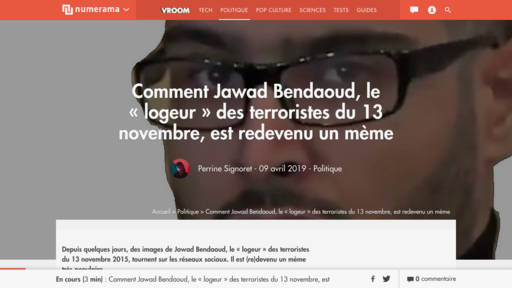 numerama
VROOM TECH POLITIQUE POP CULTURE SCIENCES TESTS GUIDES
Comment Jawad Bendaoud, le
« logeur » des terroristes du 13
novembre, est redevenu un mème
Perrine Signoret - 09 avril 2019 - Politique
Accueil > Politique > Comment Jawad Bendaoud, le « logeur » des terroristes du 13 novembre, est redevenu un mème
Depuis quelques jours, des images de Jawad Bendaoud, le « logeur » des terroristes
du 13 novembre 2015, tournent sur les réseaux sociaux. Il est (re)devenu un mème
très populaire
En cours (3 min) : Comment Jawad Bendaoud, le « logeur » des terroristes du 13 novembre, est
0 commentaire